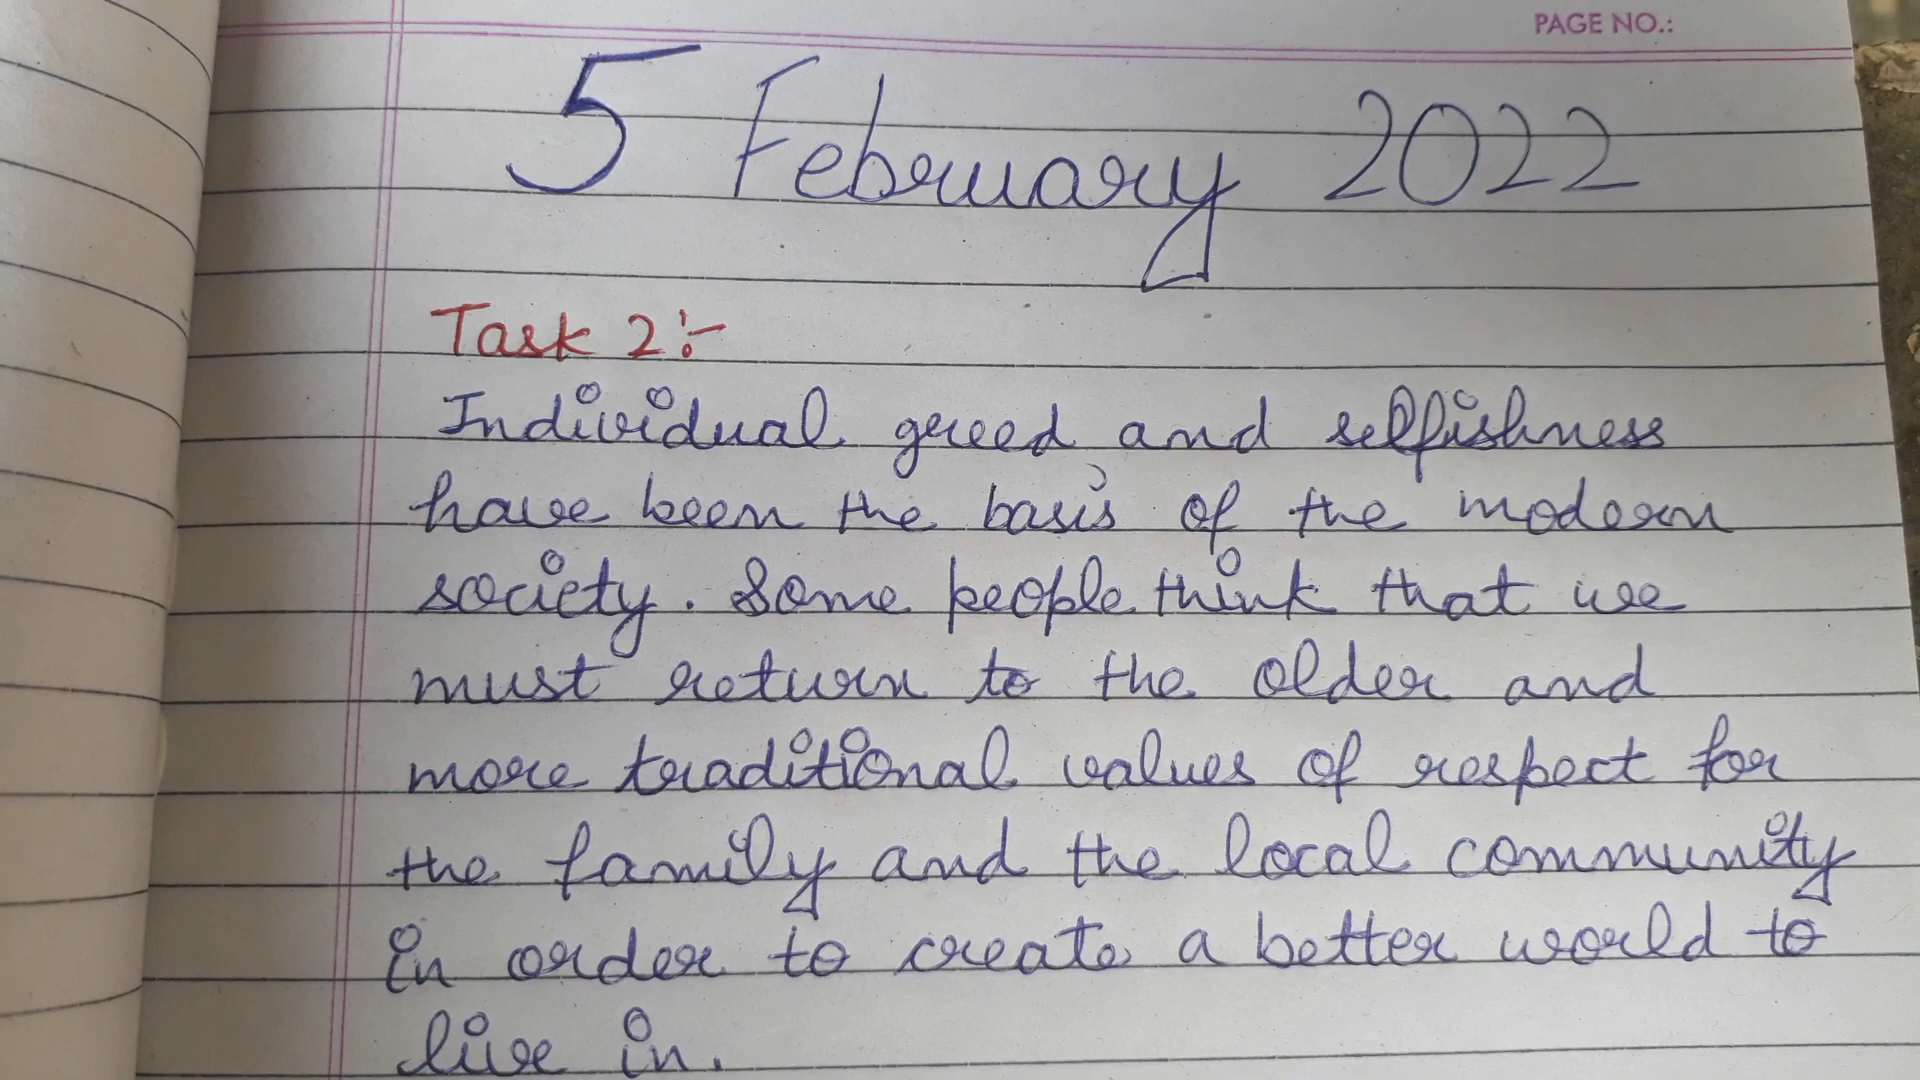 PAGE NO.:
5 February 2022
Task 2:-
Individual greed and selfishness
have been the basis of the modern
society. Some people think that we
must return to the older and
more traditional values of respect for
the family and the local community
in order to create a better world to
live in.